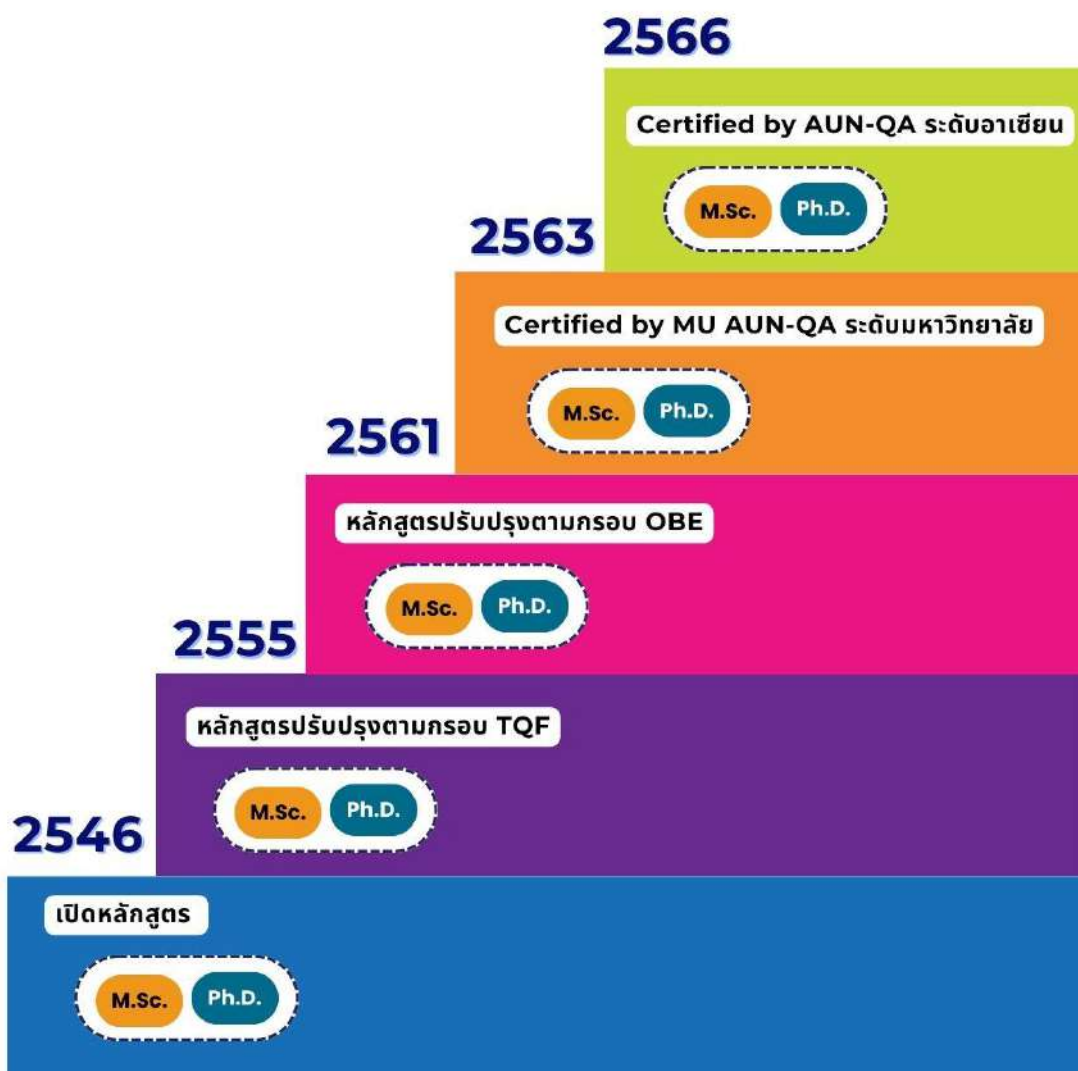 2566
Certified by AUN-QA ระดับอาเซียน
M.Sc. Ph.D.
2563
Certified by MU AUN-QA ระดับมหาวิทยาลัย
M.Sc. Ph.D.
2561
หลักสูตรปรับปรุงตามกรอบ OBE
M.Sc. Ph.D.
2555
หลักสูตรปรับปรุงตามกรอบ TQF
M.Sc. Ph.D.
2546
เปิดหลักสูตร
M.Sc. Ph.D.